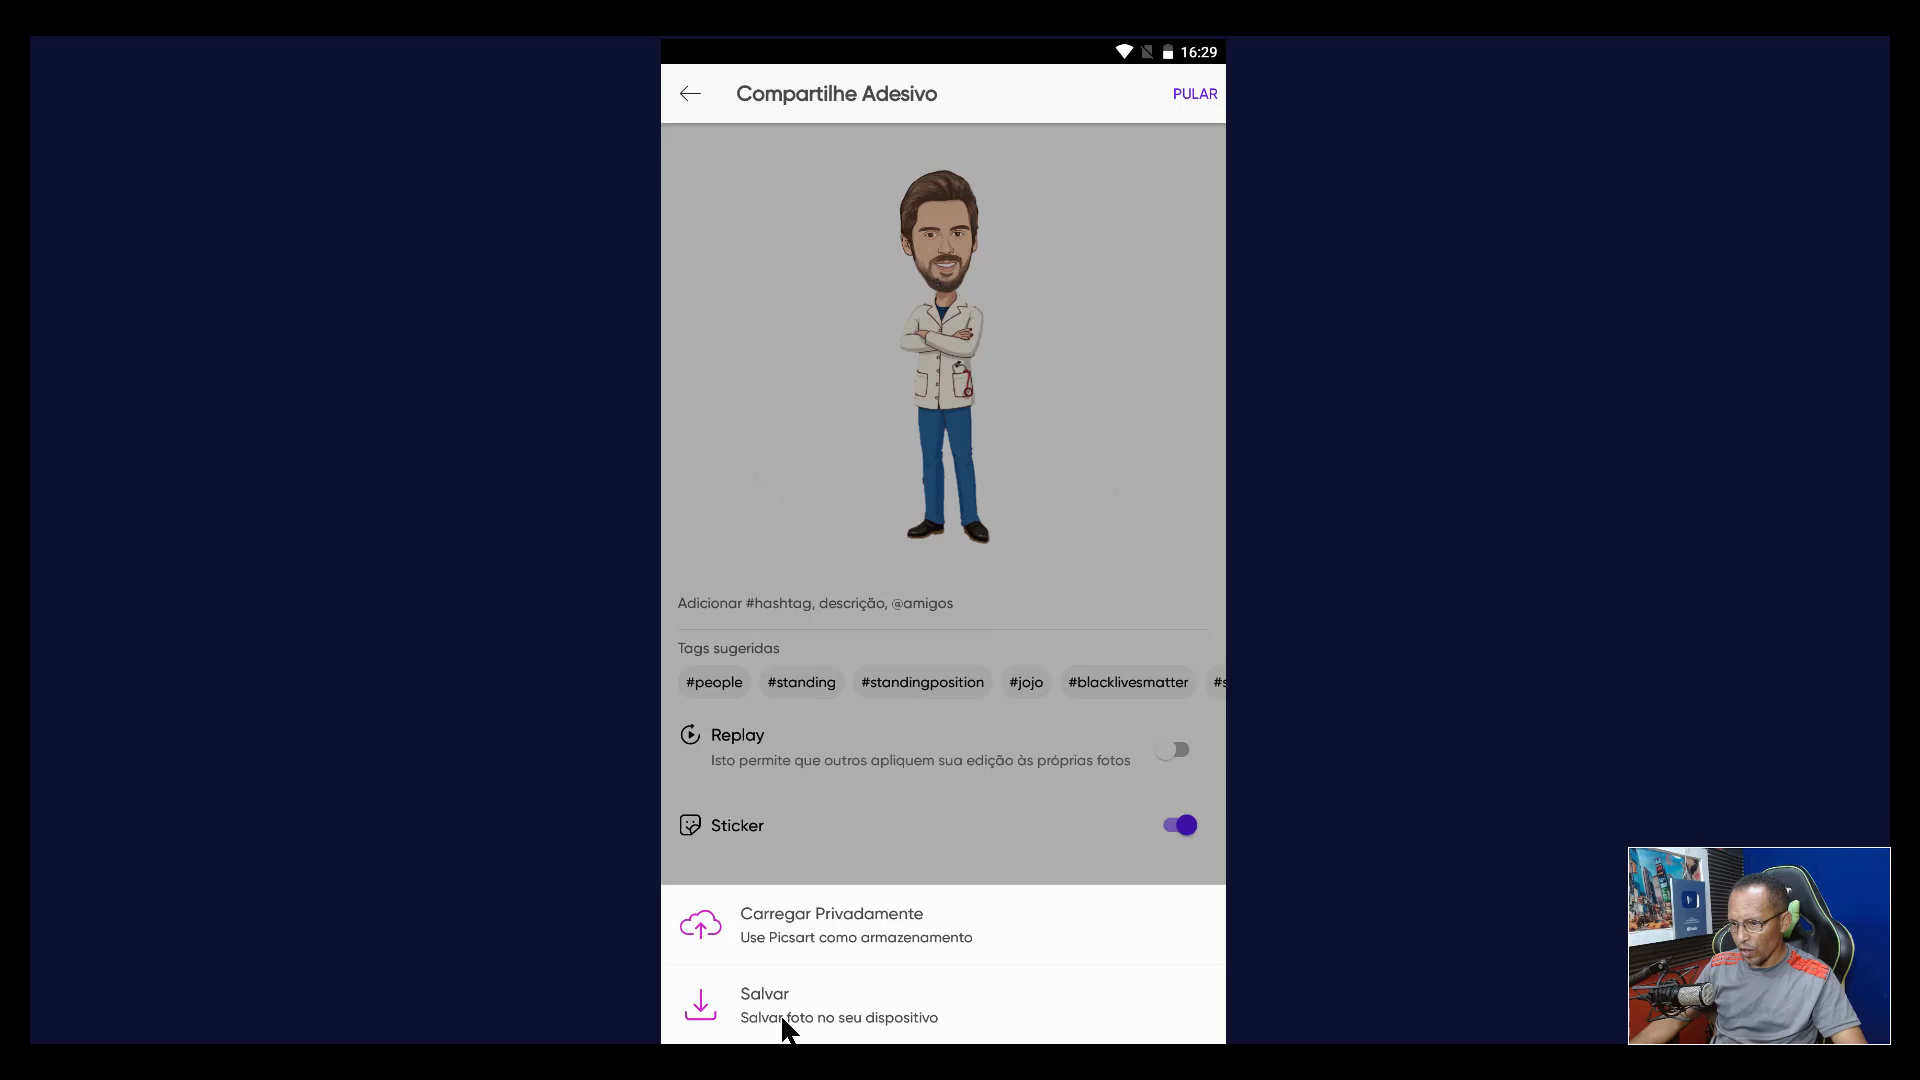 16:29
Compartilhe Adesivo
PULAR
Adicionar #hashtag, descrição, @amigos
Tags sugeridas
#people #standing #standingposition #jojo #blacklivesmatter #s
Replay
Isto permite que outros apliquem sua edição às próprias fotos
Sticker
Carregar Privadamente
Use Picsart como armazenamento
Salvar
Salvar foto no seu dispositivo